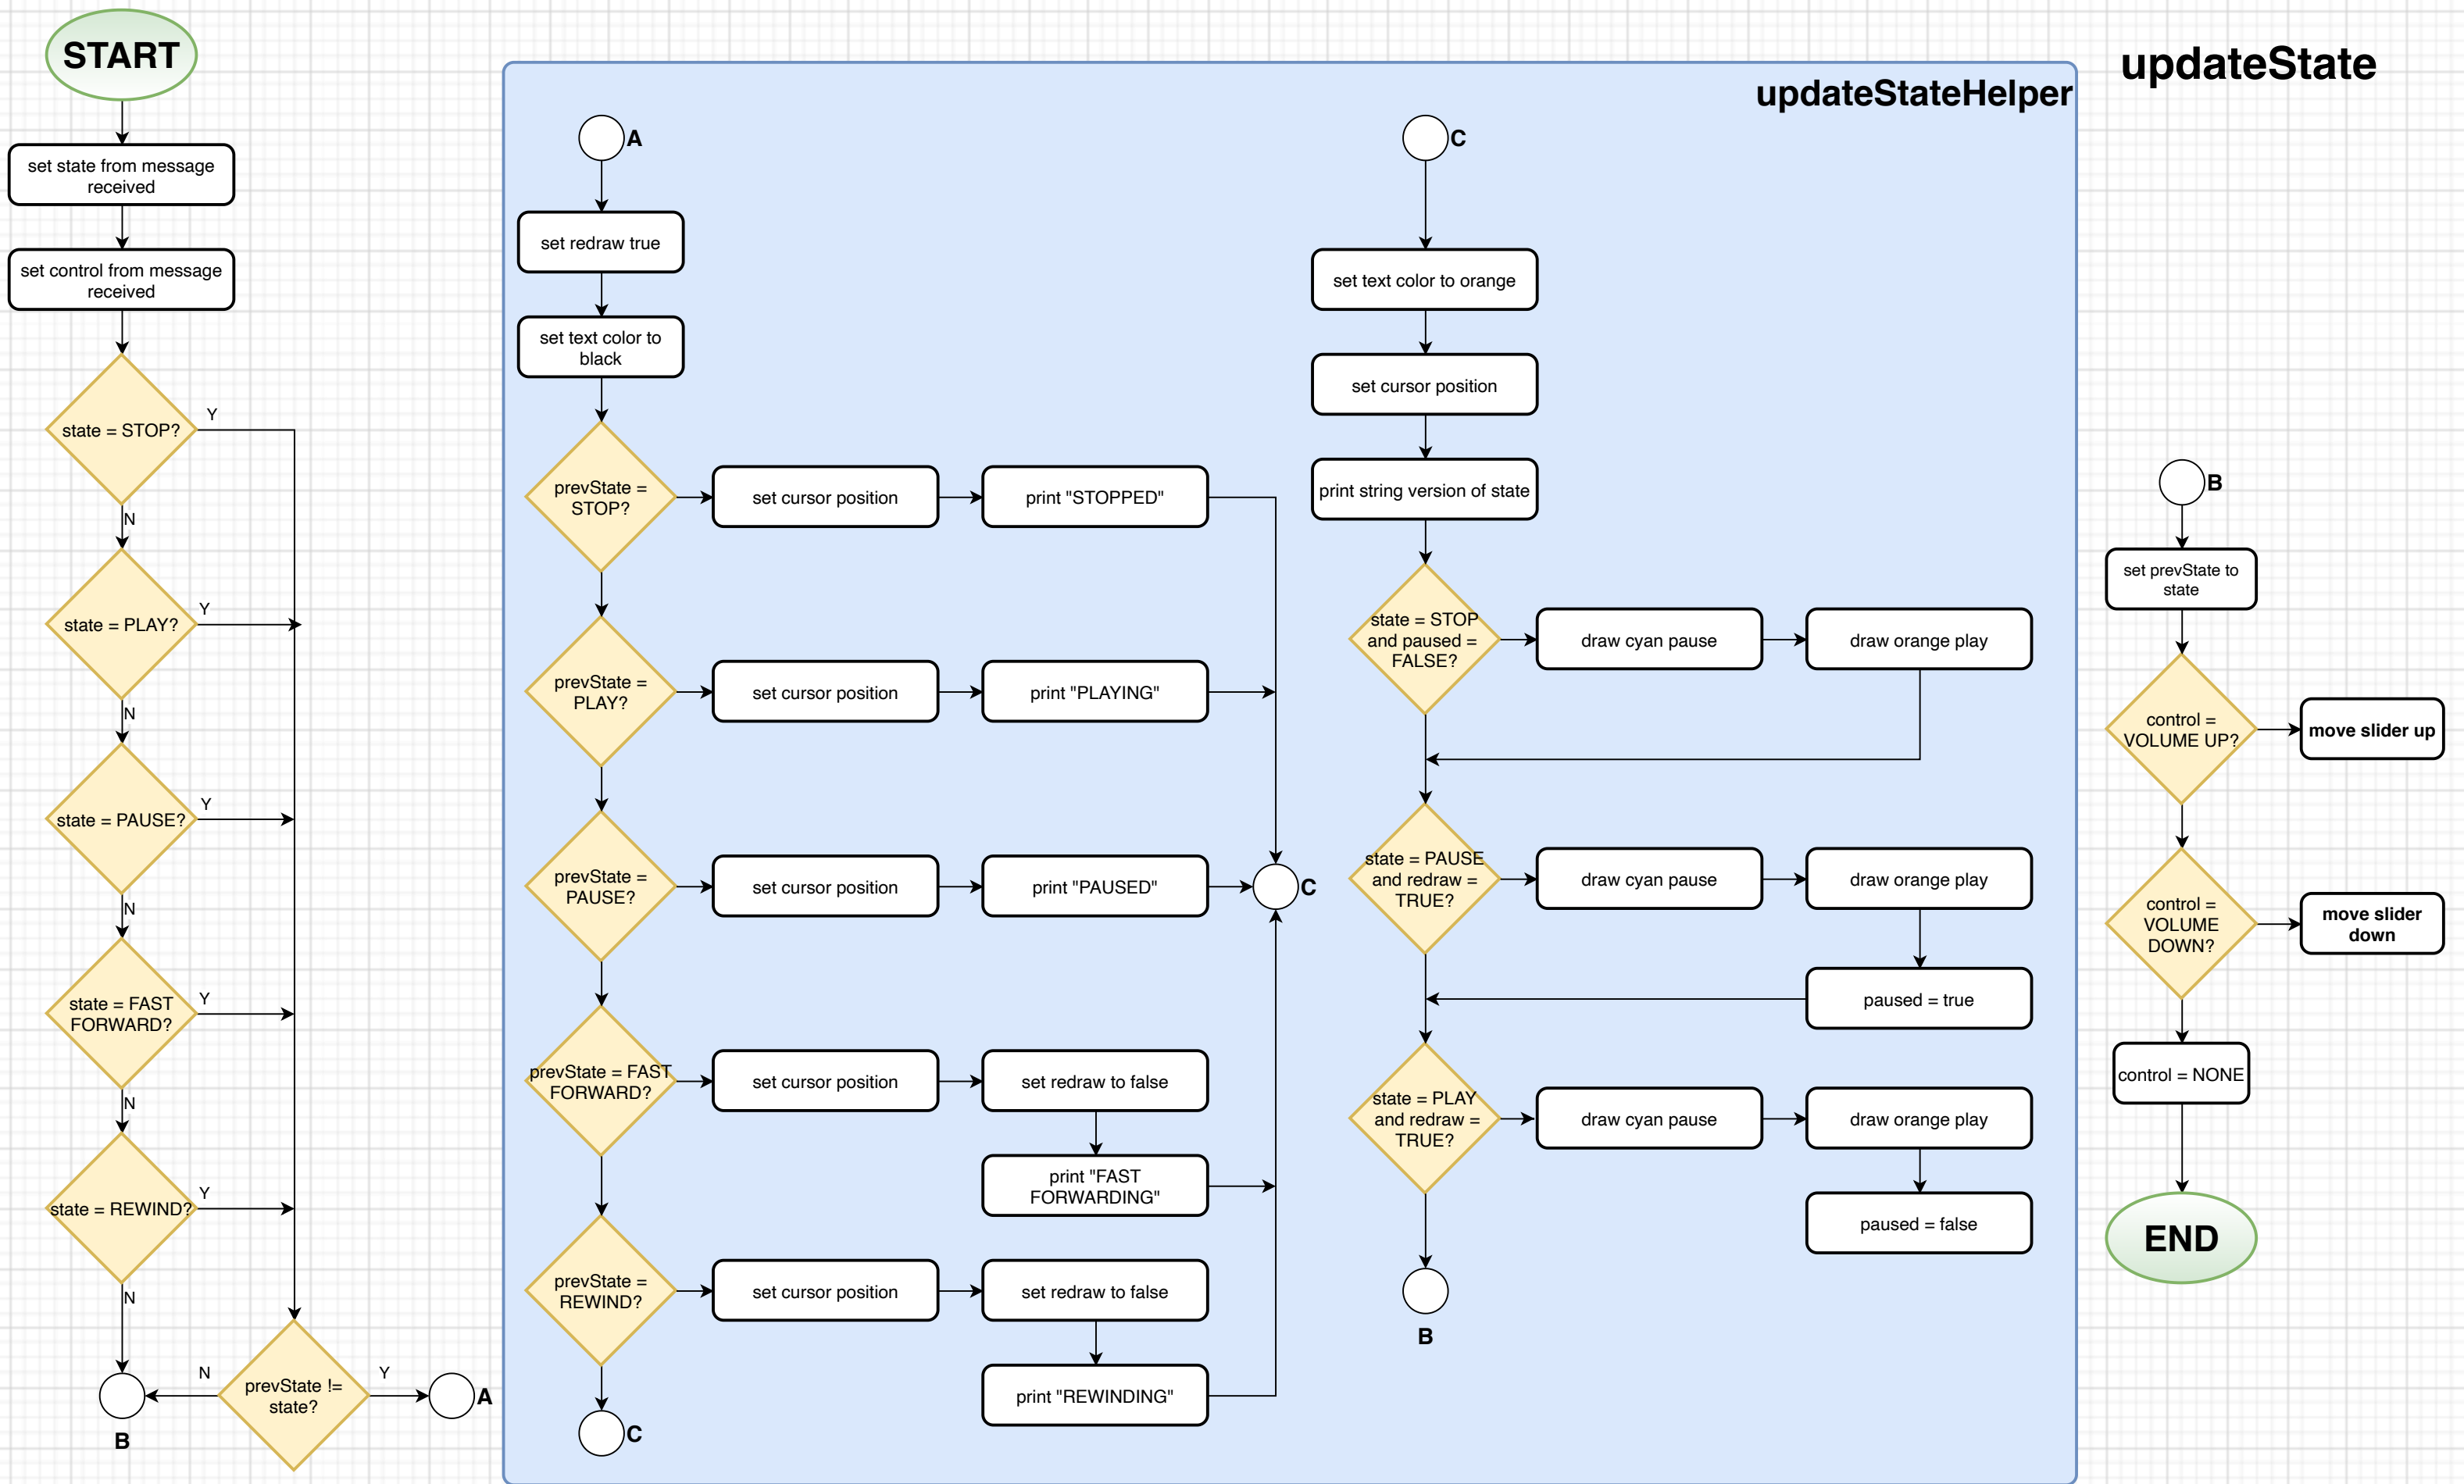 START
set state from message
received
set control from message
received
state = STOP?
Y
N
state = PLAY?
Y
N
state = PAUSE?
Y
N
state = FAST
FORWARD?
Y
N
state = REWIND?
Y
N
B
N
prevState !=
state?
Y
A
updateStateHelper
A
set redraw true
set text color to
black
prevState =
STOP?
set cursor position
print "STOPPED"
prevState =
PLAY?
set cursor position
print "PLAYING"
prevState =
PAUSE?
set cursor position
print "PAUSED"
C
prevState = FAST
FORWARD?
set cursor position
set redraw to false
print "FAST
FORWARDING"
prevState =
REWIND?
set cursor position
set redraw to false
print "REWINDING"
C
C
set text color to orange
set cursor position
print string version of state
state = STOP
and paused =
FALSE?
draw cyan pause
draw orange play
state = PAUSE
and redraw =
TRUE?
draw cyan pause
draw orange play
paused = true
state = PLAY
and redraw =
TRUE?
draw cyan pause
draw orange play
paused = false
B
updateState
B
set prevState to
state
control =
VOLUME UP?
move slider up
control =
VOLUME
DOWN?
move slider
down
control = NONE
END